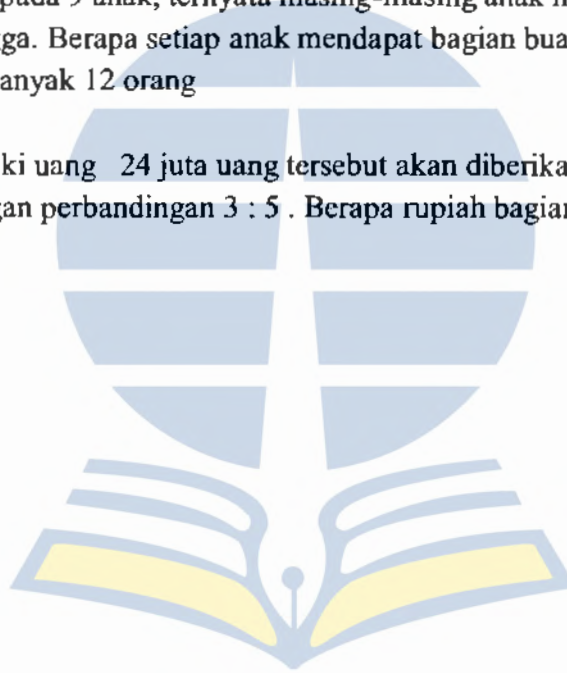 pada 9 anak, ternyata masing-masing anak
ga. Berapa setiap anak mendapat bagian bua
anyak 12 orang
ki uang 24 juta uang tersebut akan diberika
gan perbandingan 3 : 5 . Berapa rupiah bagian